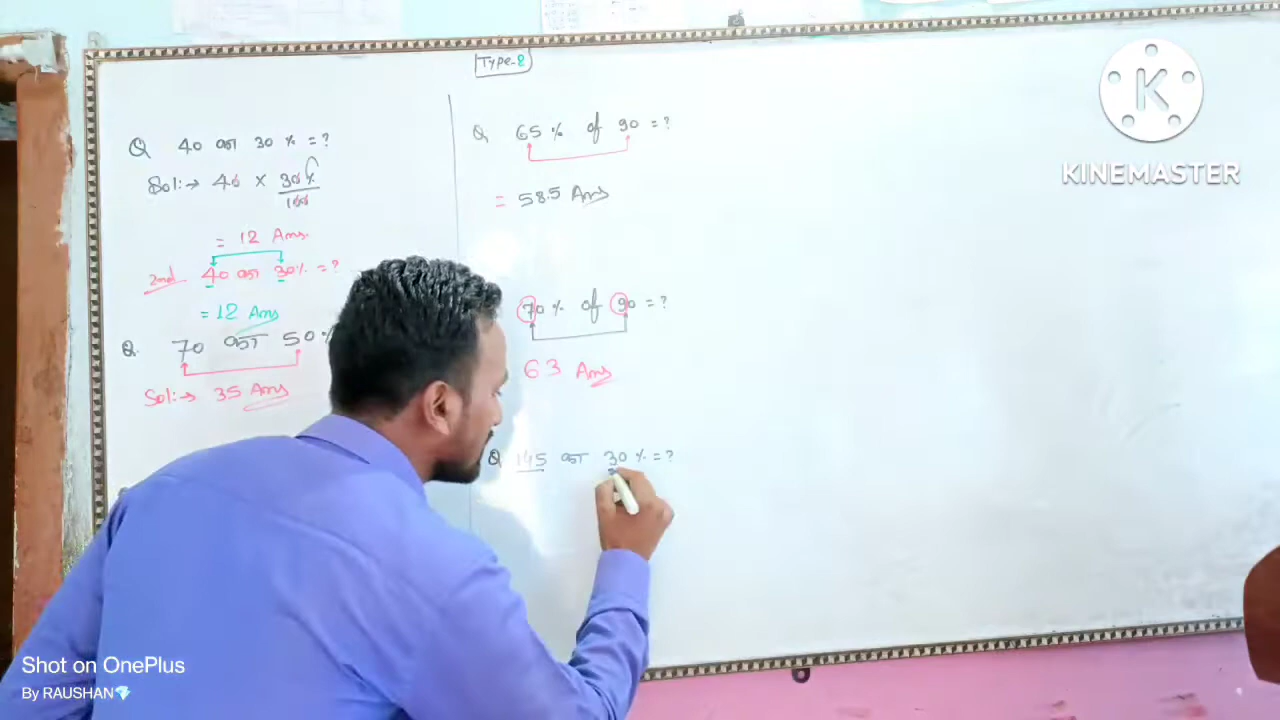 Type-8
Q 40 का 30 % = ?
Sol:→ 40 × 30% / 100
= 12 Ans.
2nd 40 का 30% = ?
= 12 Ans
Q. 70 का 50 %
Sol:→ 35 Ans
Q 65 % of 90 = ?
= 58.5 Ans
70 % of 90 = ?
63 Ans
Q 145 का 30 % = ?
K
KINEMASTER
Shot on OnePlus
By RAUSHAN💎